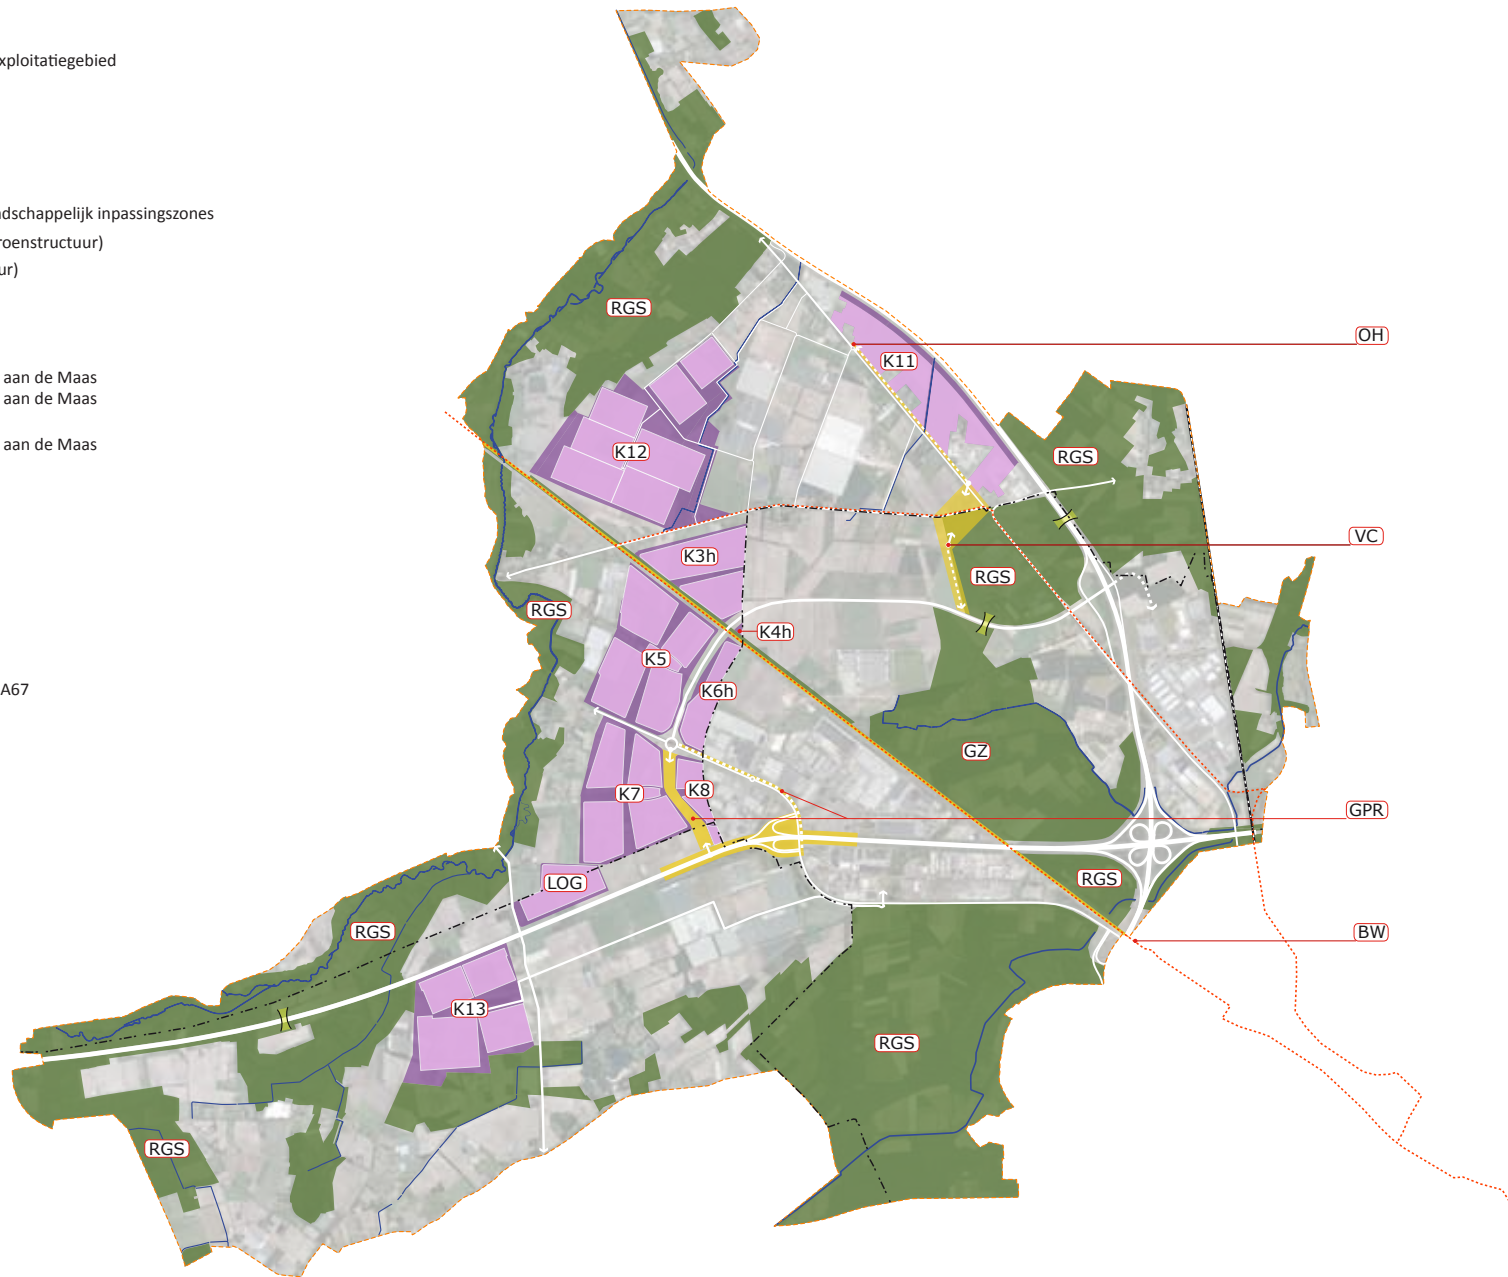 xploitatiegebied
dschappelijk inpassingszones
roenstructuur)
ur)
aan de Maas
aan de Maas
aan de Maas
A67
RGS
OH
K11
K12
RGS
VC
K3h
RGS
RGS
K4h
K5
K6h
GZ
K7
K8
GPR
LOG
RGS
RGS
BW
K13
RGS
RGS